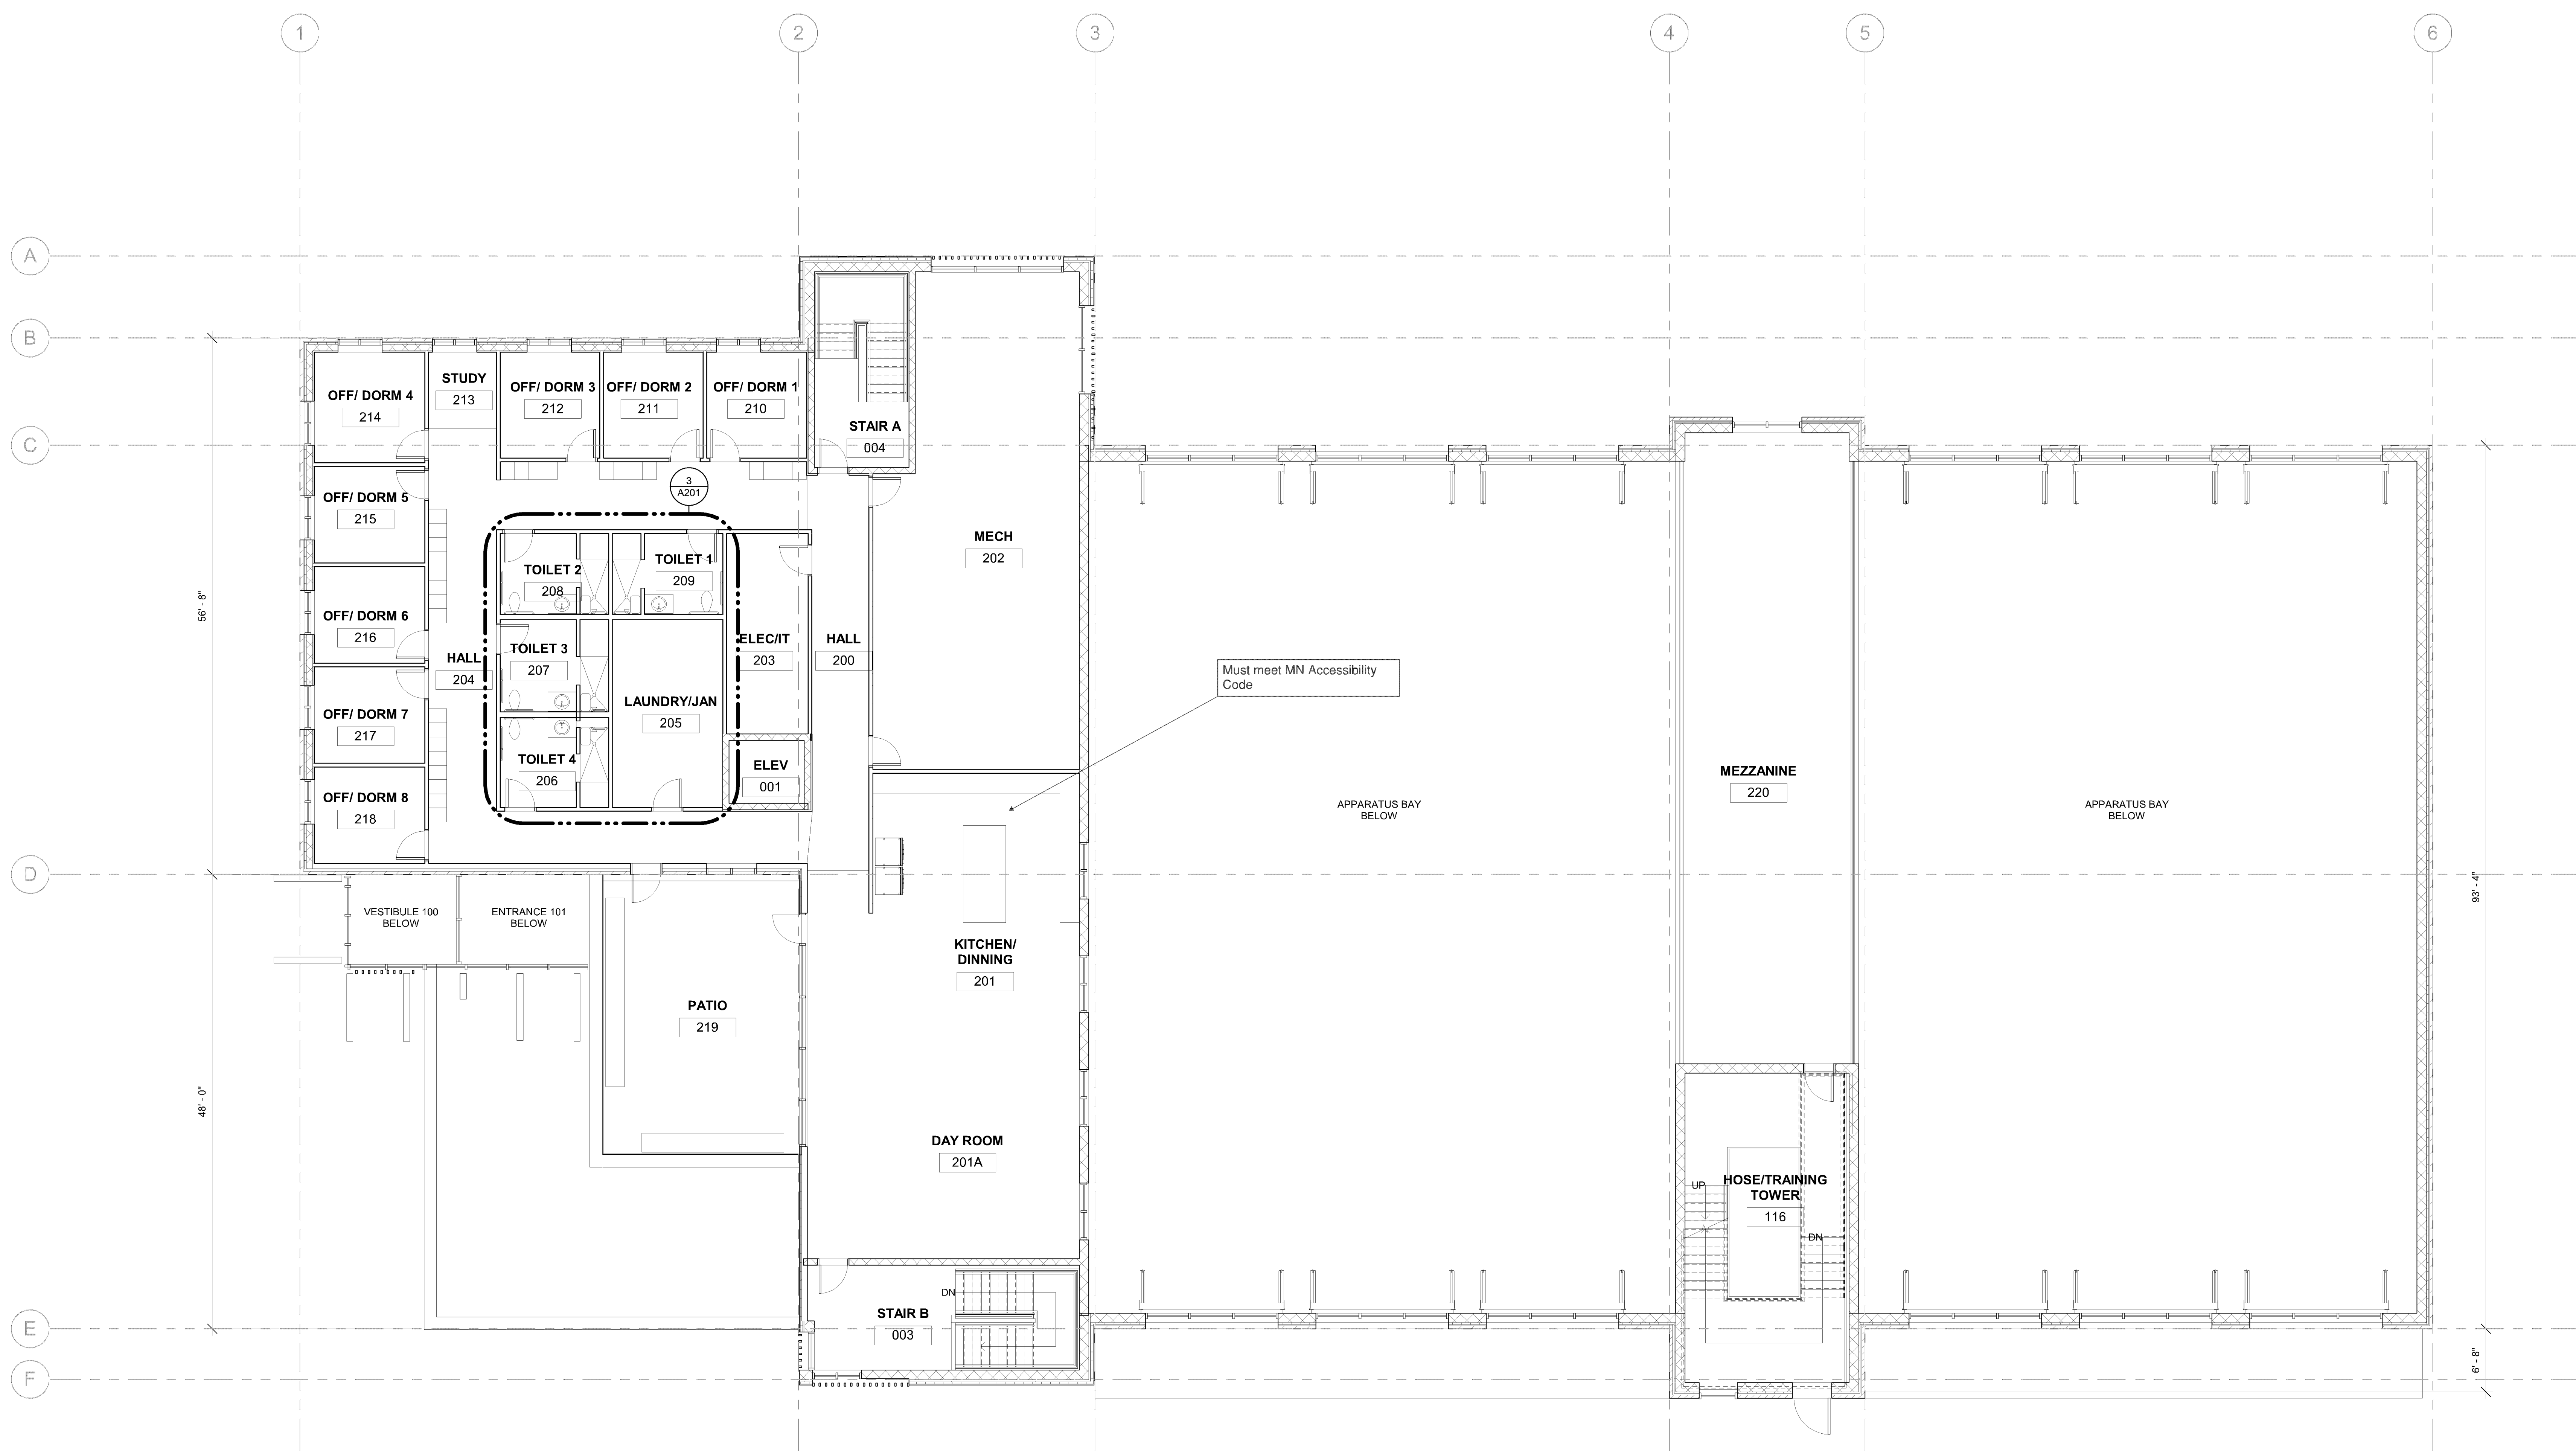 1
2
3
4
5
6
A
B
C
D
E
F
OFF/ DORM 4
214
STUDY
213
OFF/ DORM 3
212
OFF/ DORM 2
211
OFF/ DORM 1
210
STAIR A
004
OFF/ DORM 5
215
3
A201
MECH
202
TOILET 2
208
TOILET 1
209
56' - 8"
OFF/ DORM 6
216
HALL
204
TOILET 3
207
ELEC/IT
203
HALL
200
Must meet MN Accessibility
Code
LAUNDRY/JAN
205
OFF/ DORM 7
217
TOILET 4
206
ELEV
001
OFF/ DORM 8
218
MEZZANINE
220
APPARATUS BAY
BELOW
APPARATUS BAY
BELOW
VESTIBULE 100
BELOW
ENTRANCE 101
BELOW
93' - 4"
KITCHEN/
DINNING
201
PATIO
219
48' - 0"
DAY ROOM
201A
UP
HOSE/TRAINING
TOWER
116
DN
DN
STAIR B
003
6' - 8"